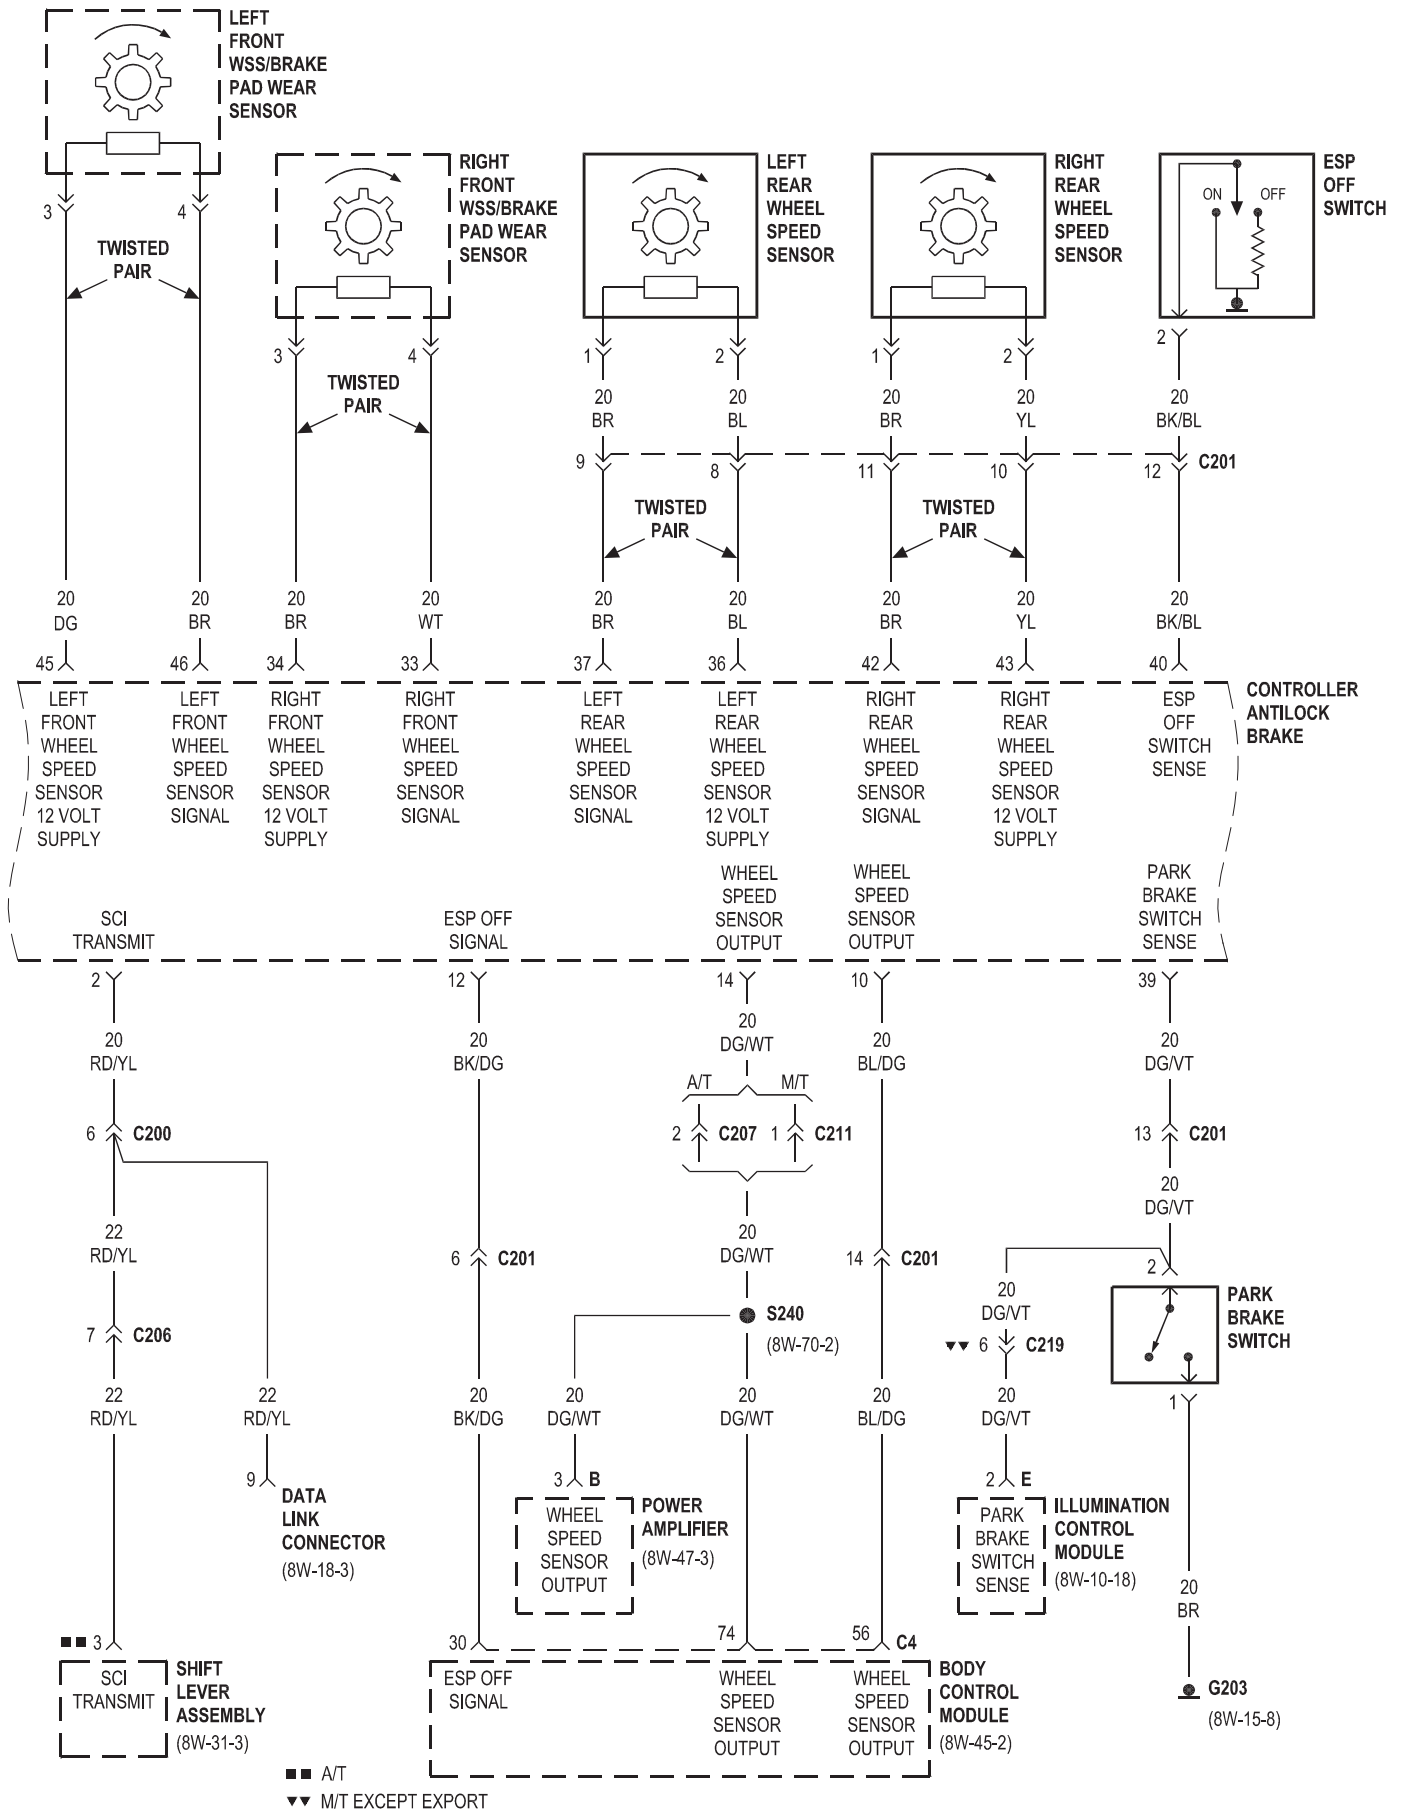 LEFT
FRONT
WSS/BRAKE
PAD WEAR
SENSOR
3
4
TWISTED
PAIR
RIGHT
FRONT
WSS/BRAKE
PAD WEAR
SENSOR
3
4
TWISTED
PAIR
LEFT
REAR
WHEEL
SPEED
SENSOR
1
2
20
BR
20
BL
RIGHT
REAR
WHEEL
SPEED
SENSOR
1
2
20
BR
20
YL
ESP
OFF
SWITCH
ON
OFF
2
20
BK/BL
9
8
11
10
12
C201
TWISTED
PAIR
TWISTED
PAIR
20
DG
20
BR
20
BR
20
WT
20
BR
20
BL
20
BR
20
YL
20
BK/BL
45
46
34
33
37
36
42
43
40
CONTROLLER
ANTILOCK
BRAKE
LEFT
FRONT
WHEEL
SPEED
SENSOR
12 VOLT
SUPPLY
LEFT
FRONT
WHEEL
SPEED
SENSOR
SIGNAL
RIGHT
FRONT
WHEEL
SPEED
SENSOR
12 VOLT
SUPPLY
RIGHT
FRONT
WHEEL
SPEED
SENSOR
SIGNAL
LEFT
REAR
WHEEL
SPEED
SENSOR
SIGNAL
LEFT
REAR
WHEEL
SPEED
SENSOR
12 VOLT
SUPPLY
RIGHT
REAR
WHEEL
SPEED
SENSOR
SIGNAL
RIGHT
REAR
WHEEL
SPEED
SENSOR
12 VOLT
SUPPLY
ESP
OFF
SWITCH
SENSE
SCI
TRANSMIT
ESP OFF
SIGNAL
WHEEL
SPEED
SENSOR
OUTPUT
WHEEL
SPEED
SENSOR
OUTPUT
PARK
BRAKE
SWITCH
SENSE
2
12
14
10
39
20
RD/YL
20
BK/DG
20
DG/WT
20
BL/DG
20
DG/VT
A/T
M/T
6
C200
2
C207
1
C211
13
C201
20
DG/VT
22
RD/YL
6
C201
20
DG/WT
14
C201
2
7
C206
S240
(8W-70-2)
20
DG/VT
6
C219
PARK
BRAKE
SWITCH
1
22
RD/YL
22
RD/YL
20
BK/DG
20
DG/WT
20
DG/WT
20
BL/DG
20
DG/VT
9
DATA
LINK
CONNECTOR
(8W-18-3)
3
B
WHEEL
SPEED
SENSOR
OUTPUT
POWER
AMPLIFIER
(8W-47-3)
2
E
PARK
BRAKE
SWITCH
SENSE
ILLUMINATION
CONTROL
MODULE
(8W-10-18)
20
BR
3
SCI
TRANSMIT
SHIFT
LEVER
ASSEMBLY
(8W-31-3)
30
74
56
C4
ESP OFF
SIGNAL
WHEEL
SPEED
SENSOR
OUTPUT
WHEEL
SPEED
SENSOR
OUTPUT
BODY
CONTROL
MODULE
(8W-45-2)
G203
(8W-15-8)
A/T
M/T EXCEPT EXPORT